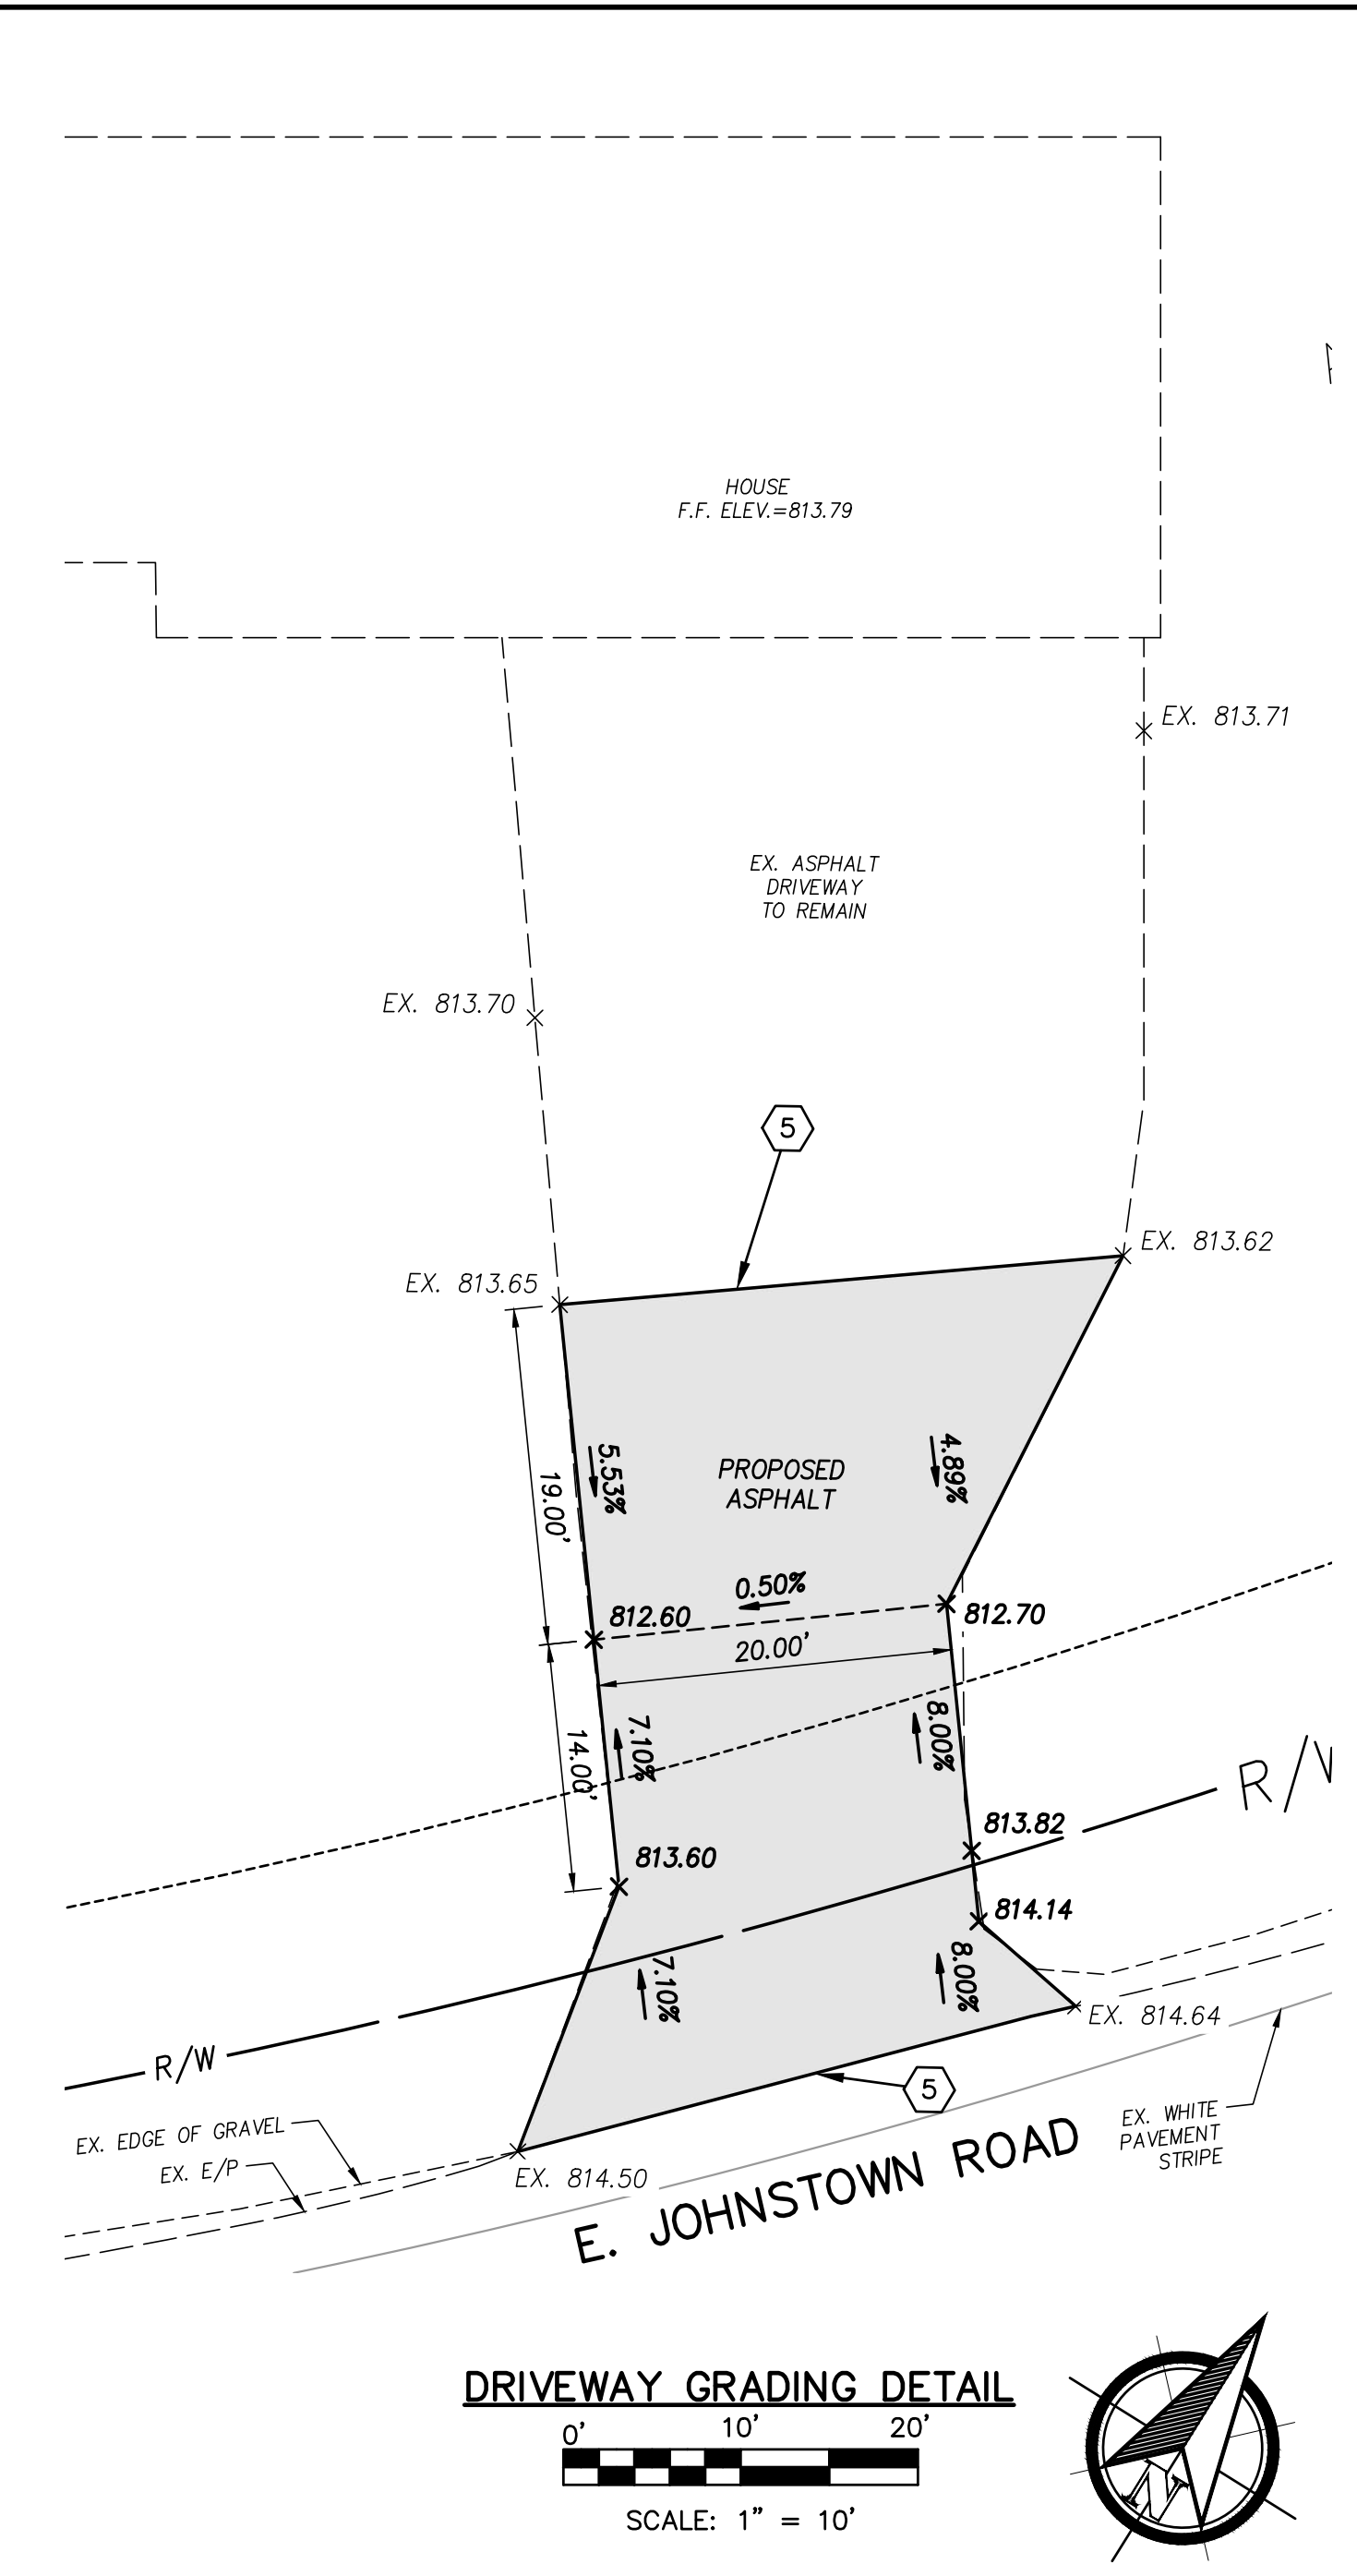 HOUSE
F.F. ELEV.=813.79
EX. 813.71
EX. ASPHALT
DRIVEWAY
TO REMAIN
EX. 813.70
5
EX. 813.62
EX. 813.65
5.53%
4.89%
19.00'
PROPOSED
ASPHALT
0.50%
812.60
812.70
20.00'
7.10%
8.00%
14.00'
R/
813.82
813.60
814.14
7.10%
8.00%
EX. 814.64
R/W
5
EX. WHITE
PAVEMENT
STRIPE
EX. EDGE OF GRAVEL
EX. E/P
EX. 814.50
E. JOHNSTOWN ROAD
DRIVEWAY GRADING DETAIL
0' 10' 20'
SCALE: 1" = 10'
N